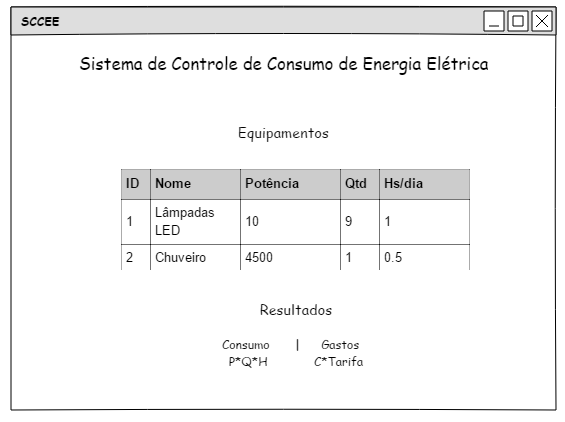 SCCEE
Sistema de Controle de Consumo de Energia Elétrica
Equipamentos
ID Nome Potência Qtd Hs/dia
1 Lâmpadas LED 10 9 1
2 Chuveiro 4500 1 0.5
Resultados
Consumo | Gastos
P*Q*H C*Tarifa